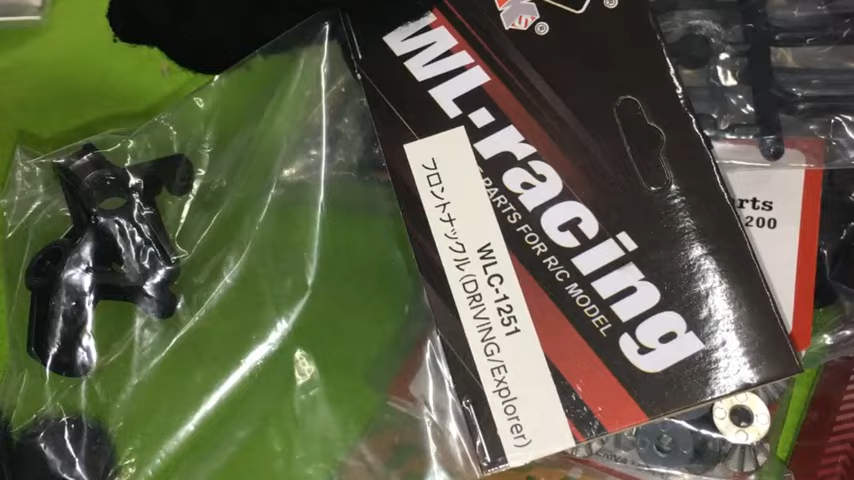 WL-racing
PARTS FOR R/C MODEL
WLC-1251
フロントナックル(DRIVING/Explorer)
arts
200